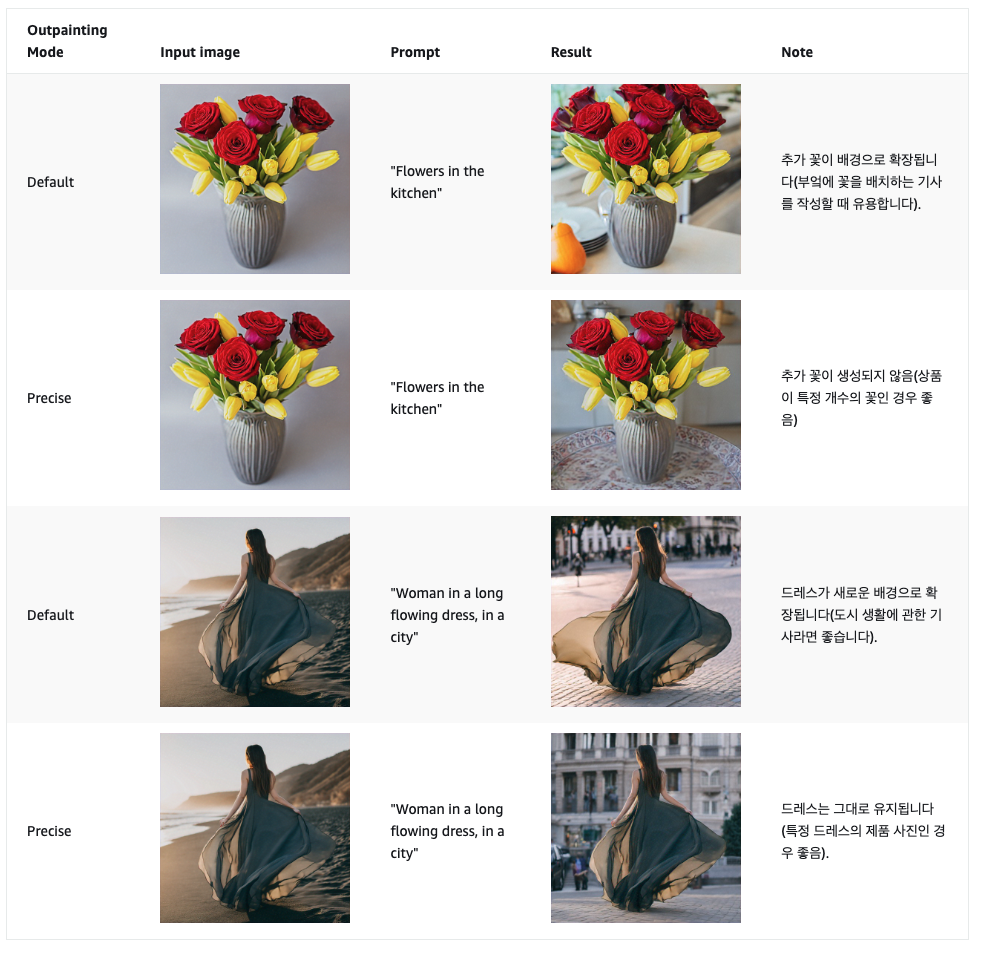 Outpainting
Mode
Input image
Prompt
Result
Note
Default
"Flowers in the
kitchen"
추가 꽃이 배경으로 확장됩니
다(부엌에 꽃을 배치하는 기사
를 작성할 때 유용합니다).
Precise
"Flowers in the
kitchen"
추가 꽃이 생성되지 않음(상품
이 특정 개수의 꽃인 경우 좋
음)
Default
"Woman in a long
flowing dress, in a
city"
드레스가 새로운 배경으로 확
장됩니다(도시 생활에 관한 기
사라면 좋습니다).
Precise
"Woman in a long
flowing dress, in a
city"
드레스는 그대로 유지됩니다
(특정 드레스의 제품 사진인 경
우 좋음).